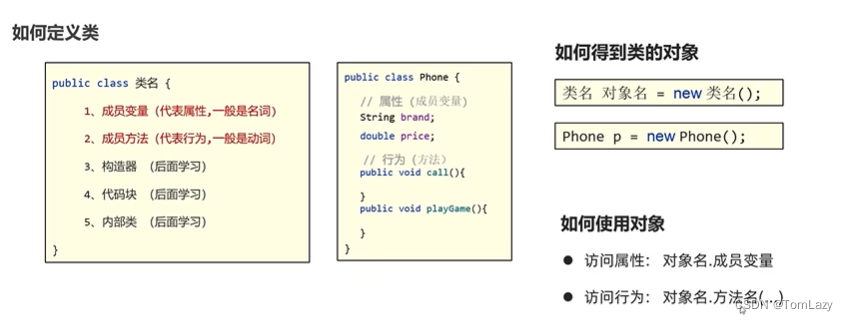 如何定义类
public class 类名 {
1、成员变量（代表属性,一般是名词)
2、成员方法（代表行为,一般是动词)
3、构造器 （后面学习）
4、代码块 （后面学习）
5、内部类 （后面学习）
}
public class Phone {
// 属性（成员变量）
String brand;
double price;
// 行为（方法）
public void call(){
}
public void playGame(){
}
}
如何得到类的对象
类名 对象名 = new 类名();
Phone p = new Phone();
如何使用对象
● 访问属性： 对象名.成员变量
● 访问行为： 对象名.方法名(...)
CSDN @TomLazy